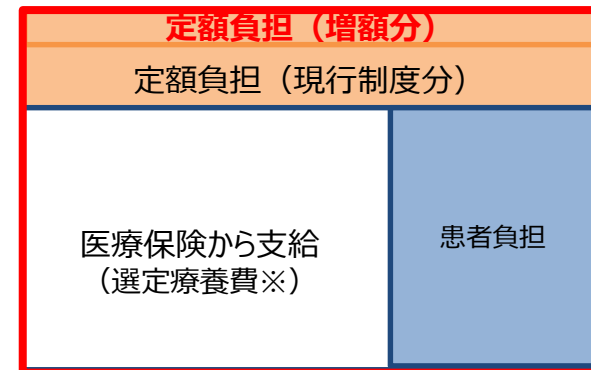 定額負担（増額分）
定額負担（現行制度分）
医療保険から支給
（選定療養費※）
患者負担